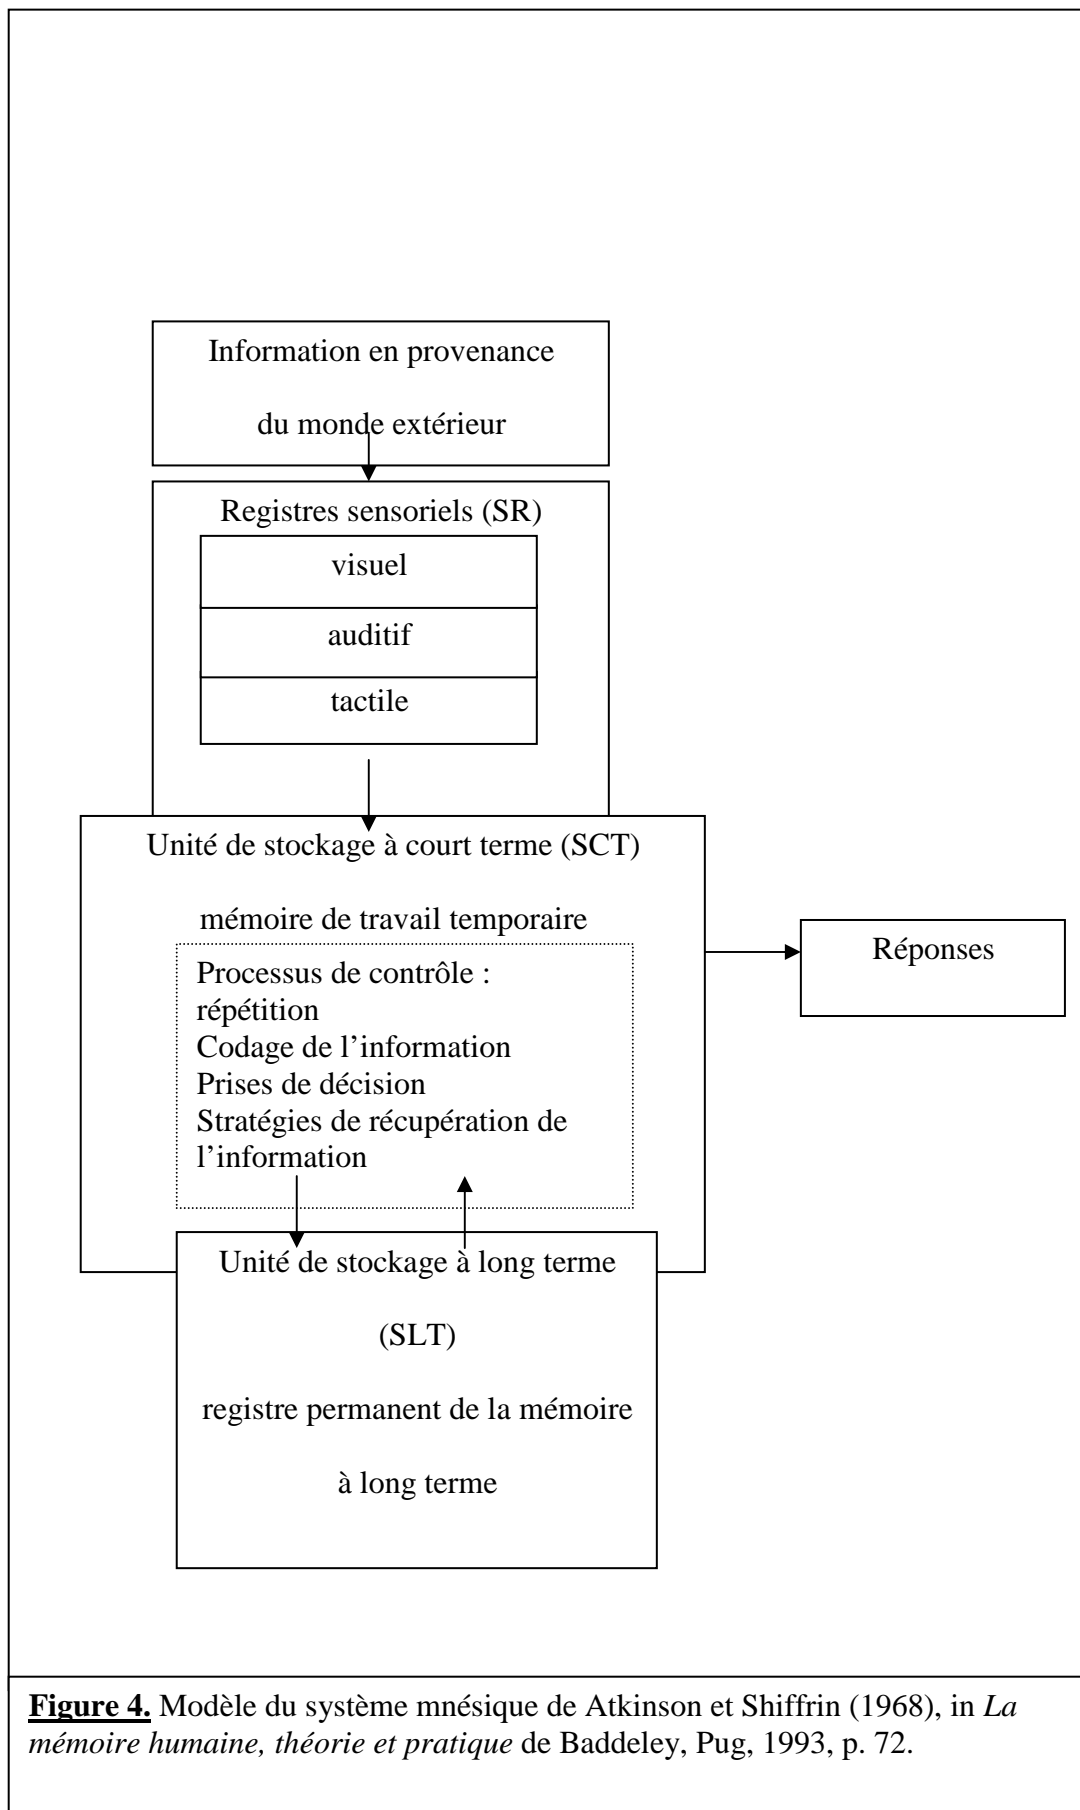 Information en provenance
du monde extérieur
Registres sensoriels (SR)
visuel
auditif
tactile
Unité de stockage à court terme (SCT)
mémoire de travail temporaire
Processus de contrôle :
répétition
Codage de l’information
Prises de décision
Stratégies de récupération de
l’information
Réponses
Unité de stockage à long terme
(SLT)
registre permanent de la mémoire
à long terme
Figure 4. Modèle du système mnésique de Atkinson et Shiffrin (1968), in La
mémoire humaine, théorie et pratique de Baddeley, Pug, 1993, p. 72.